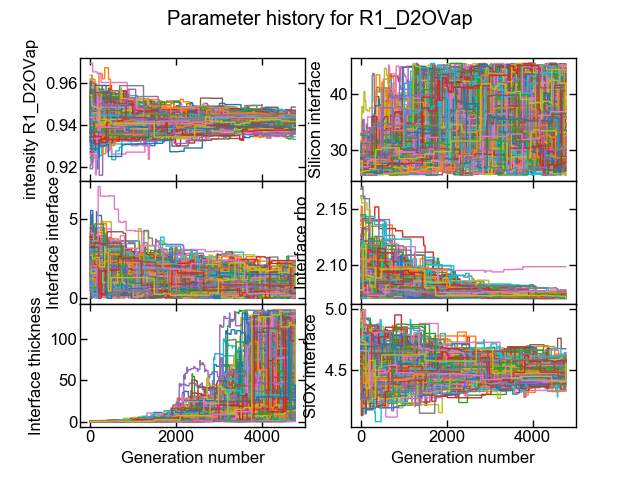 Parameter history for R1_D2OVap
intensity R1_D2OVap
0.96
0.94
0.92
Silicon interface
40
30
Interface interface
5
0
Interface rho
2.15
2.10
Interface thickness
100
50
0
SiOx interface
5.0
4.5
0 2000 4000
0 2000 4000
Generation number
Generation number